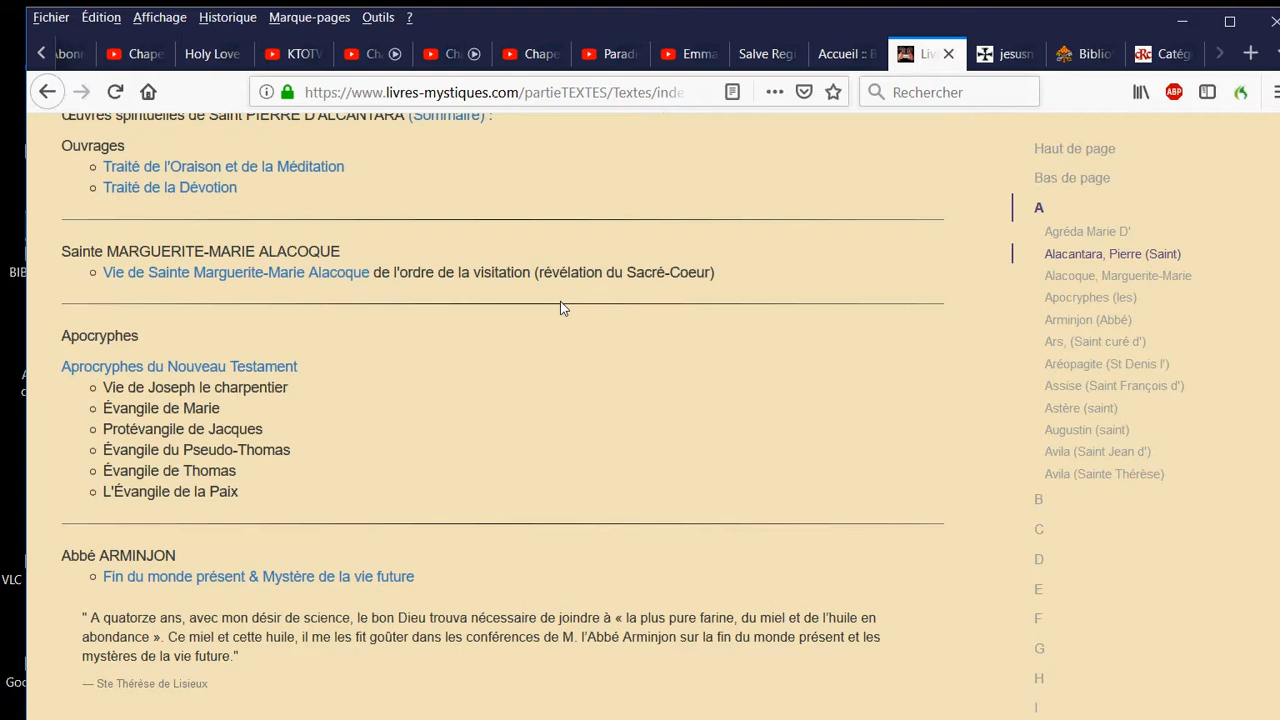 Fichier Édition Affichage Historique Marque-pages Outils ?
Abonn Chape Holy Love KTOTV Ch Ch Chape Parad Emma Salve Regi Accueil :: B Liv jesusn Biblio Catég
https://www.livres-mystiques.com/partieTEXTES/Textes/inde
Rechercher
ABP
Œuvres spirituelles de Saint PIERRE D'ALCANTARA (Sommaire) :
Ouvrages
Traité de l'Oraison et de la Méditation
Traité de la Dévotion
Sainte MARGUERITE-MARIE ALACOQUE
Vie de Sainte Marguerite-Marie Alacoque de l'ordre de la visitation (révélation du Sacré-Coeur)
Apocryphes
Aprocryphes du Nouveau Testament
Vie de Joseph le charpentier
Évangile de Marie
Protévangile de Jacques
Évangile du Pseudo-Thomas
Évangile de Thomas
L'Évangile de la Paix
Abbé ARMINJON
Fin du monde présent & Mystère de la vie future
" A quatorze ans, avec mon désir de science, le bon Dieu trouva nécessaire de joindre à « la plus pure farine, du miel et de l'huile en
abondance ». Ce miel et cette huile, il me les fit goûter dans les conférences de M. l'Abbé Arminjon sur la fin du monde présent et les
mystères de la vie future."
— Ste Thérèse de Lisieux
Haut de page
Bas de page
A
Agréda Marie D'
Alacantara, Pierre (Saint)
Alacoque, Marguerite-Marie
Apocryphes (les)
Arminjon (Abbé)
Ars, (Saint curé d')
Aréopagite (St Denis l')
Assise (Saint François d')
Astère (saint)
Augustin (saint)
Avila (Saint Jean d')
Avila (Sainte Thérèse)
B
C
D
E
F
G
H
I
BIB
VLC
Goo